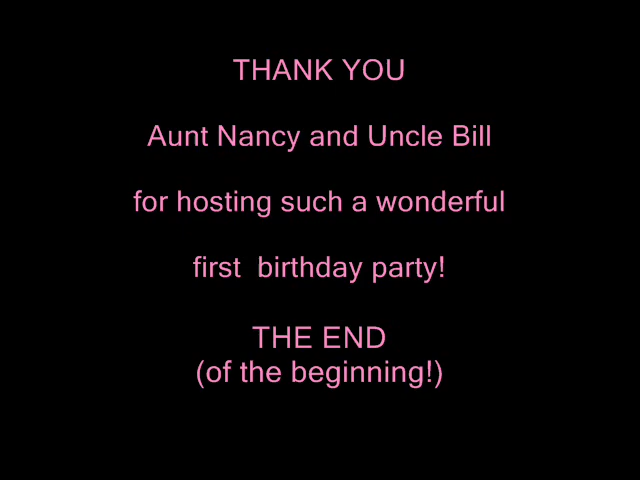 THANK YOU
Aunt Nancy and Uncle Bill
for hosting such a wonderful
first  birthday party!
THE END
(of the beginning!)